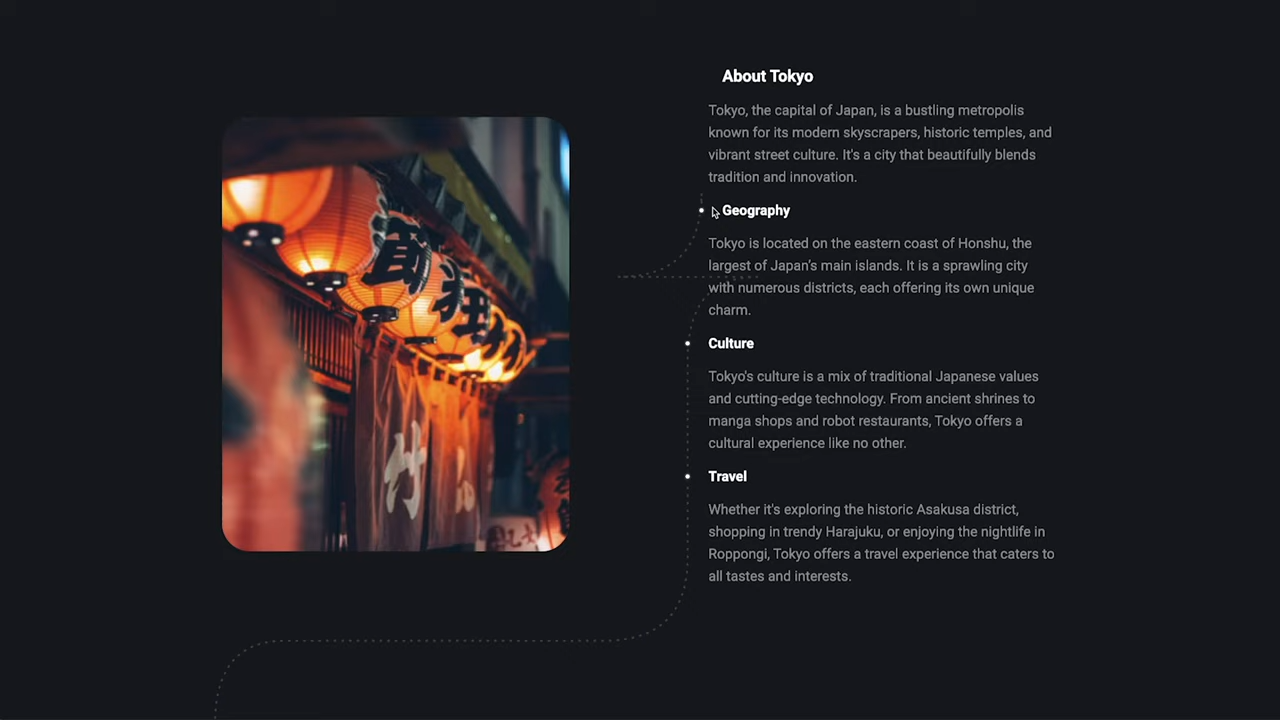 About Tokyo
Tokyo, the capital of Japan, is a bustling metropolis
known for its modern skyscrapers, historic temples, and
vibrant street culture. It's a city that beautifully blends
tradition and innovation.
Geography
Tokyo is located on the eastern coast of Honshu, the
largest of Japan's main islands. It is a sprawling city
with numerous districts, each offering its own unique
charm.
Culture
Tokyo's culture is a mix of traditional Japanese values
and cutting-edge technology. From ancient shrines to
manga shops and robot restaurants, Tokyo offers a
cultural experience like no other.
Travel
Whether it's exploring the historic Asakusa district,
shopping in trendy Harajuku, or enjoying the nightlife in
Roppongi, Tokyo offers a travel experience that caters to
all tastes and interests.
竹